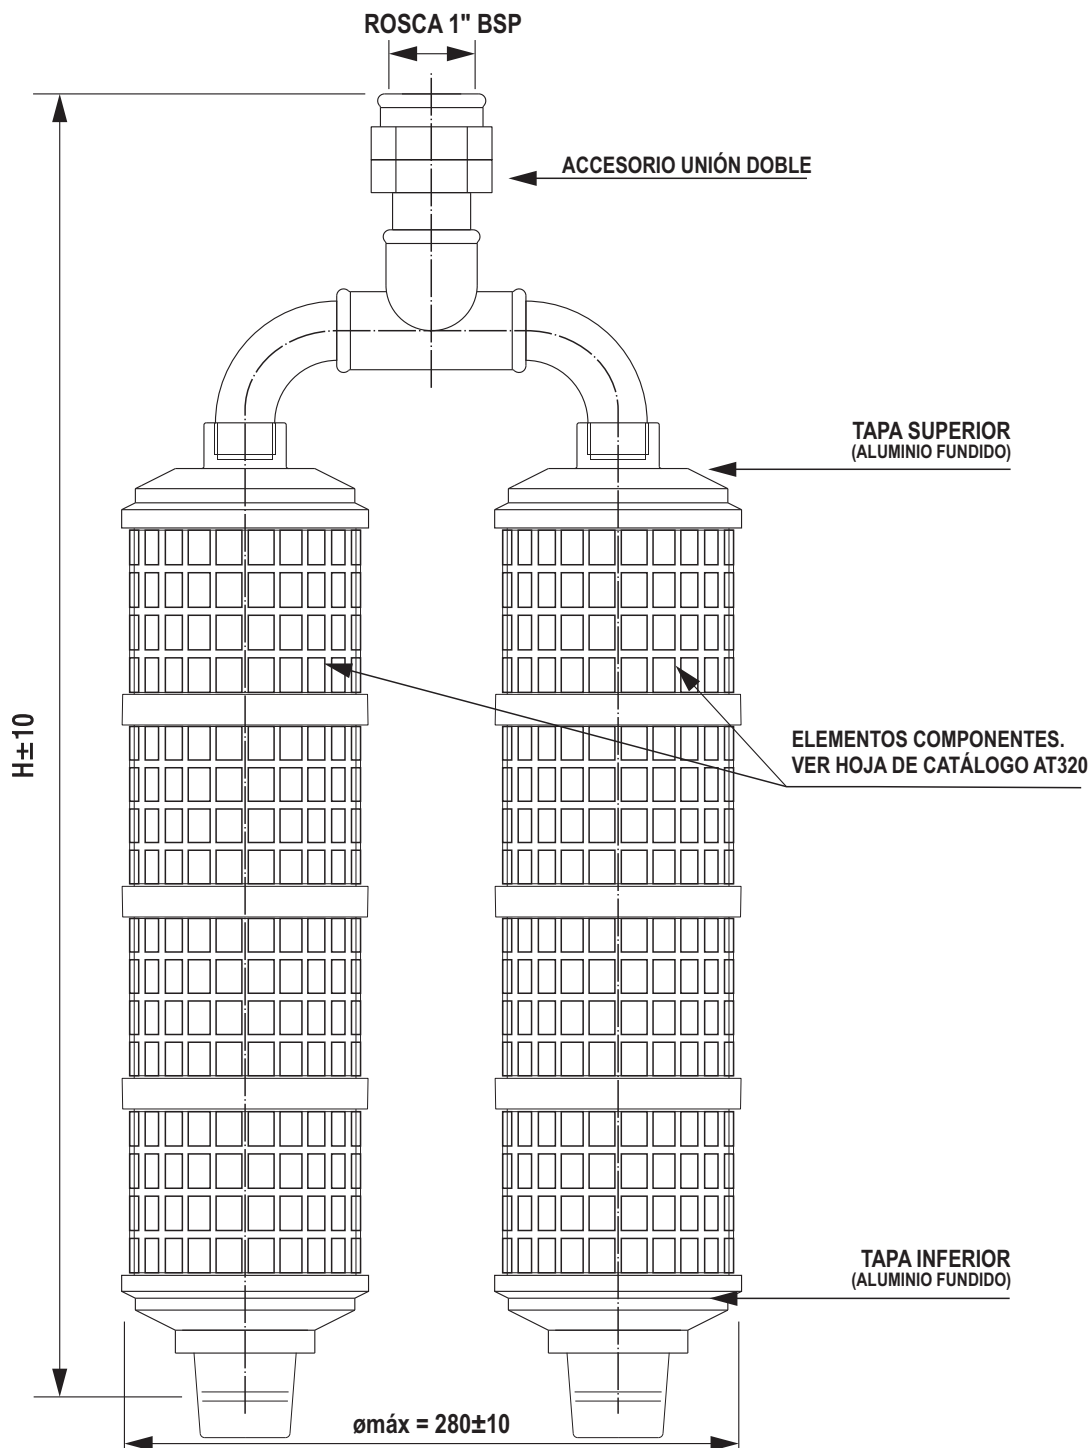 ROSCA 1" BSP
ACCESORIO UNIÓN DOBLE
TAPA SUPERIOR
(ALUMINIO FUNDIDO)
H±10
ELEMENTOS COMPONENTES.
VER HOJA DE CATÁLOGO AT320
TAPA INFERIOR
(ALUMINIO FUNDIDO)
ømáx = 280±10